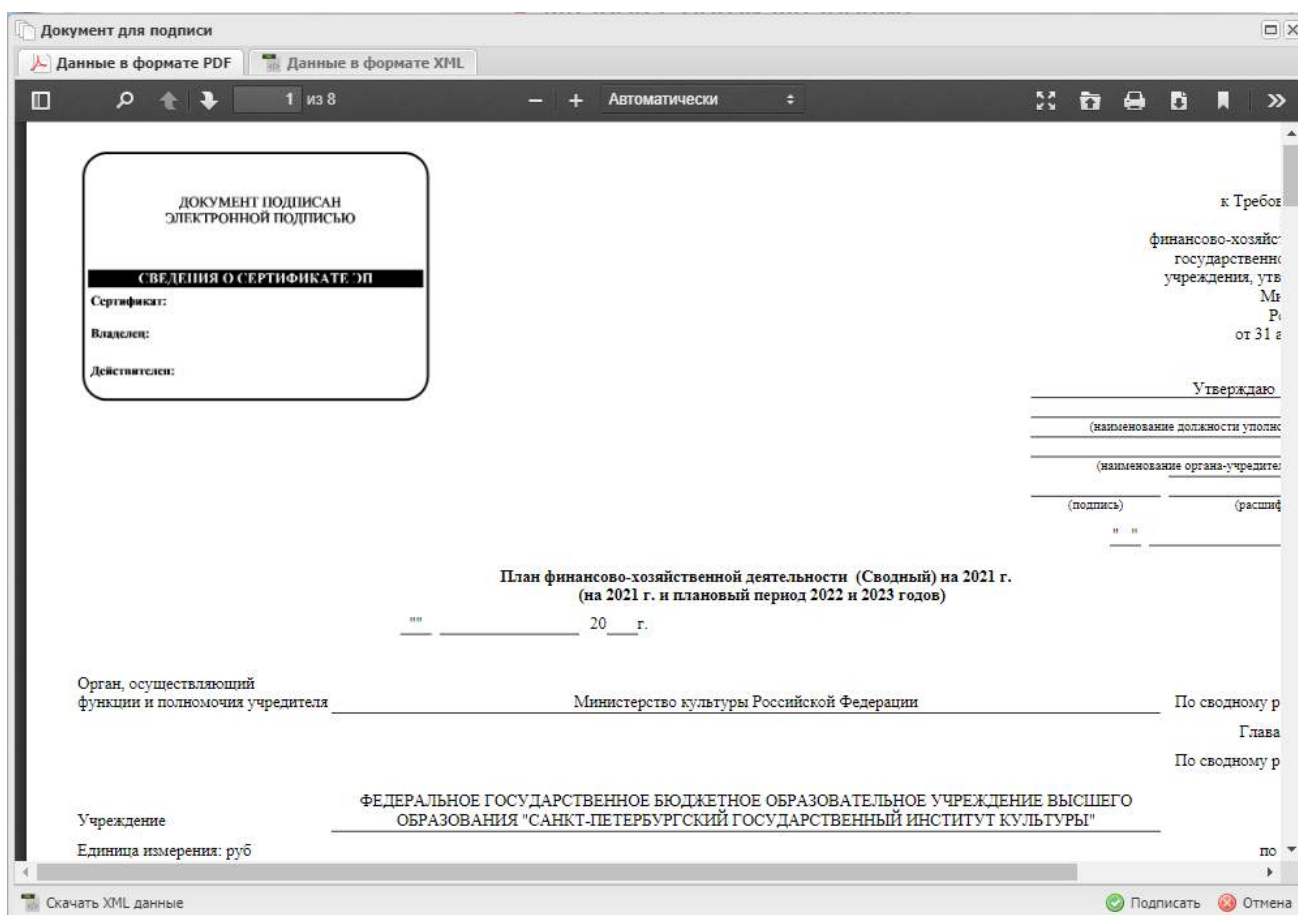 Документ для подписи
Данные в формате PDF
Данные в формате XML
1 из 8
Автоматически
ДОКУМЕНТ ПОДПИСАН
ЭЛЕКТРОННОЙ ПОДПИСЬЮ
СВЕДЕНИЯ О СЕРТИФИКАТЕ ЭП
Сертификат:
Владелец:
Действителен:
к Требов
финансово-хозяйс
государственно
учреждения, утв
Ми
Ро
от 31 а
Утверждаю
(наименование должности уполно
(наименование органа-учредител
(подпись) (расшиф
" "
План финансово-хозяйственной деятельности (Сводный) на 2021 г.
(на 2021 г. и плановый период 2022 и 2023 годов)
"" 20 г.
Орган, осуществляющий
функции и полномочия учредителя Министерство культуры Российской Федерации По сводному р
Глава
По сводному р
ФЕДЕРАЛЬНОЕ ГОСУДАРСТВЕННОЕ БЮДЖЕТНОЕ ОБРАЗОВАТЕЛЬНОЕ УЧРЕЖДЕНИЕ ВЫСШЕГО
Учреждение ОБРАЗОВАНИЯ "САНКТ-ПЕТЕРБУРГСКИЙ ГОСУДАРСТВЕННЫЙ ИНСТИТУТ КУЛЬТУРЫ"
Единица измерения: руб по
Скачать XML данные
Подписать
Отмена